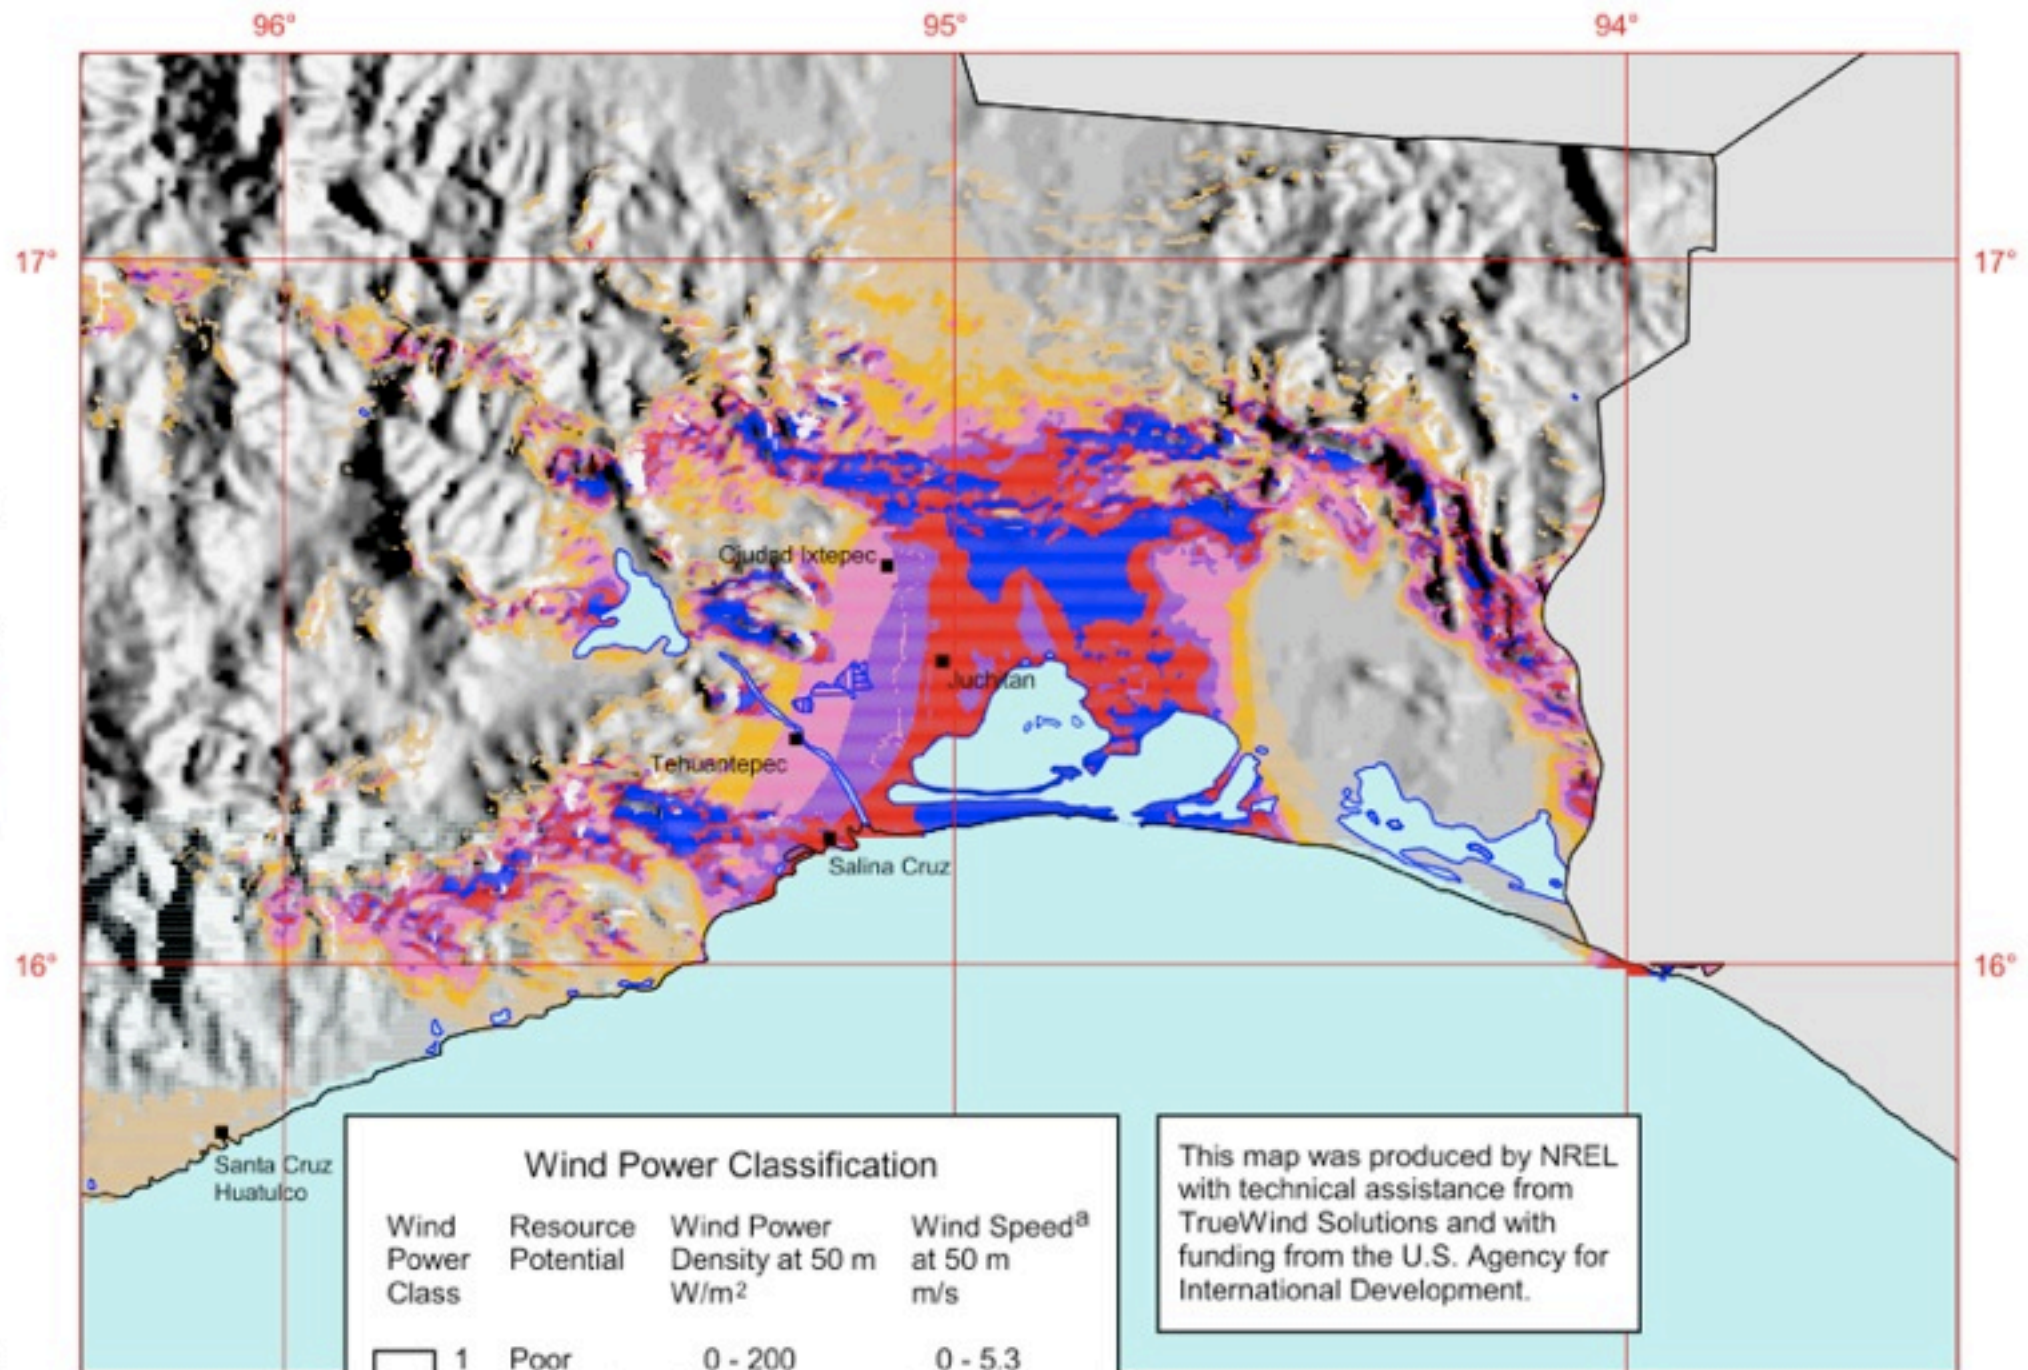 96°
95°
94°
17°
17°
Ciudad Ixtepec
Juchitan
Tehuantepec
Salina Cruz
16°
16°
Santa Cruz
Huatulco
Wind Power Classification
Wind Power Class
Resource Potential
Wind Power Density at 50 m W/m²
Wind Speedᵃ at 50 m m/s
1 Poor 0 - 200 0 - 5.3
This map was produced by NREL
with technical assistance from
TrueWind Solutions and with
funding from the U.S. Agency for
International Development.